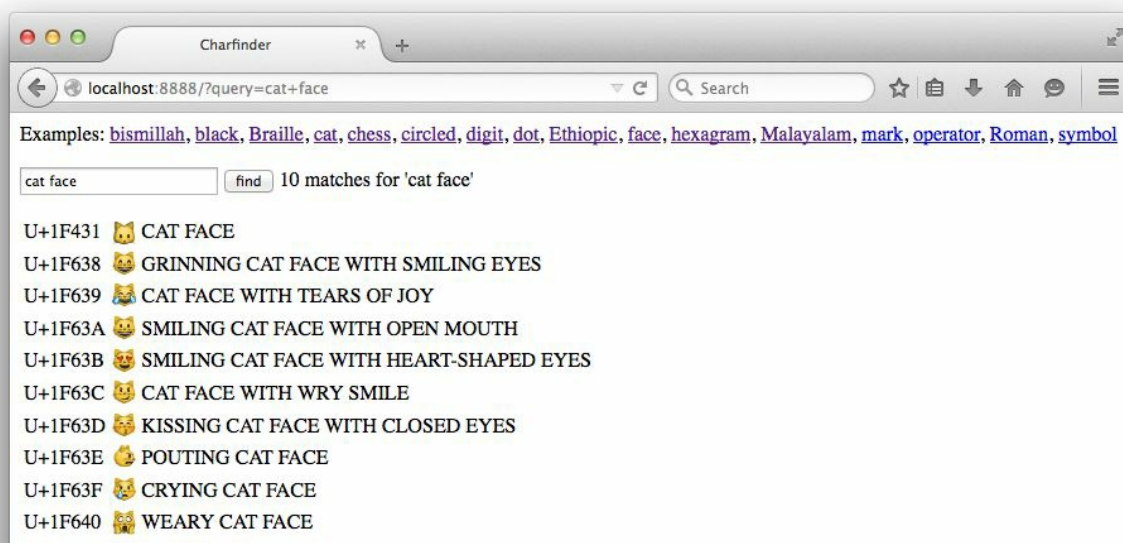 Charfinder
localhost:8888/?query=cat+face
Search
Examples: bismillah, black, Braille, cat, chess, circled, digit, dot, Ethiopic, face, hexagram, Malayalam, mark, operator, Roman, symbol
cat face find 10 matches for 'cat face'
U+1F431 🐱 CAT FACE
U+1F638 😸 GRINNING CAT FACE WITH SMILING EYES
U+1F639 😹 CAT FACE WITH TEARS OF JOY
U+1F63A 😺 SMILING CAT FACE WITH OPEN MOUTH
U+1F63B 😻 SMILING CAT FACE WITH HEART-SHAPED EYES
U+1F63C 😼 CAT FACE WITH WRY SMILE
U+1F63D 😽 KISSING CAT FACE WITH CLOSED EYES
U+1F63E 😾 POUTING CAT FACE
U+1F63F 😿 CRYING CAT FACE
U+1F640 🙀 WEARY CAT FACE